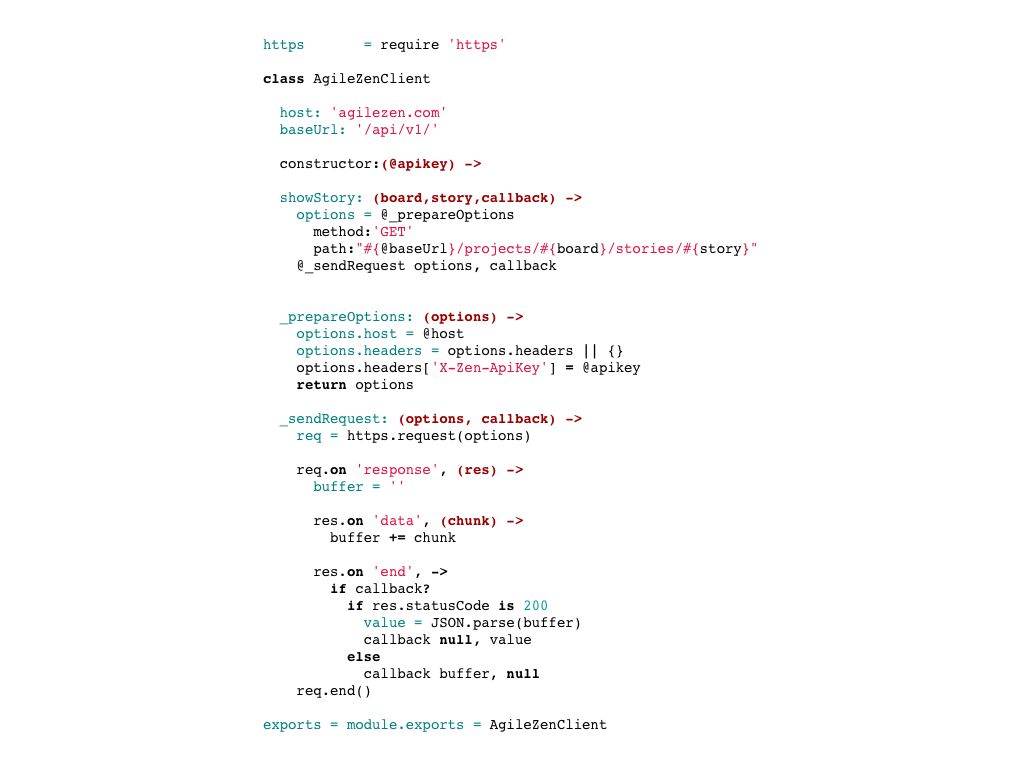 https       = require 'https'

class AgileZenClient

  host: 'agilezen.com'
  baseUrl: '/api/v1/'

  constructor:(@apikey) ->

  showStory: (board,story,callback) ->
    options = @_prepareOptions
      method:'GET'
      path:"#{@baseUrl}/projects/#{board}/stories/#{story}"
    @_sendRequest options, callback


  _prepareOptions: (options) ->
    options.host = @host
    options.headers = options.headers || {}
    options.headers['X-Zen-ApiKey'] = @apikey
    return options

  _sendRequest: (options, callback) ->
    req = https.request(options)

    req.on 'response', (res) ->
      buffer = ''

      res.on 'data', (chunk) ->
        buffer += chunk

      res.on 'end', ->
        if callback?
          if res.statusCode is 200
            value = JSON.parse(buffer)
            callback null, value
          else
            callback buffer, null
    req.end()

exports = module.exports = AgileZenClient